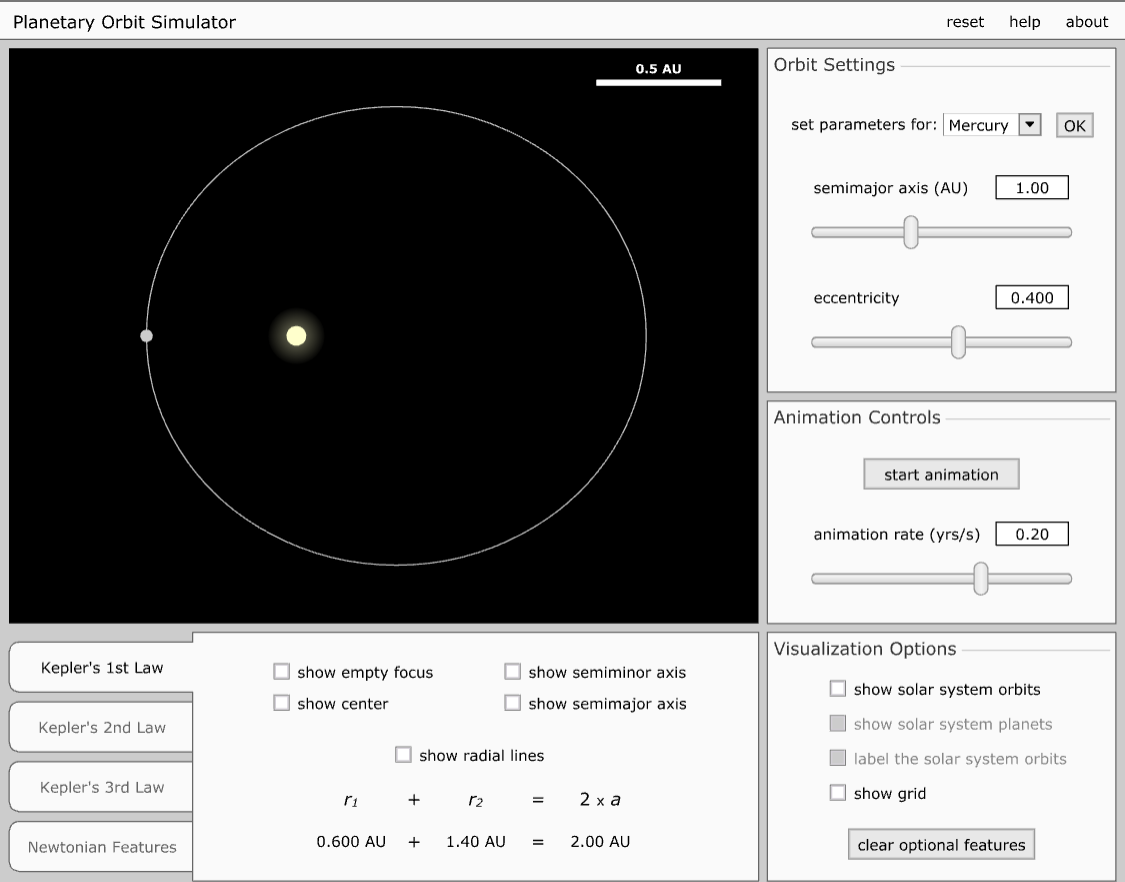 Planetary Orbit Simulator
reset help about
0.5 AU
Orbit Settings
set parameters for: Mercury OK
semimajor axis (AU) 1.00
eccentricity 0.400
Animation Controls
start animation
animation rate (yrs/s) 0.20
Kepler's 1st Law
Kepler's 2nd Law
Kepler's 3rd Law
Newtonian Features
show empty focus
show semiminor axis
show center
show semimajor axis
show radial lines
r₁ + r₂ = 2 x a
0.600 AU + 1.40 AU = 2.00 AU
Visualization Options
show solar system orbits
show solar system planets
label the solar system orbits
show grid
clear optional features